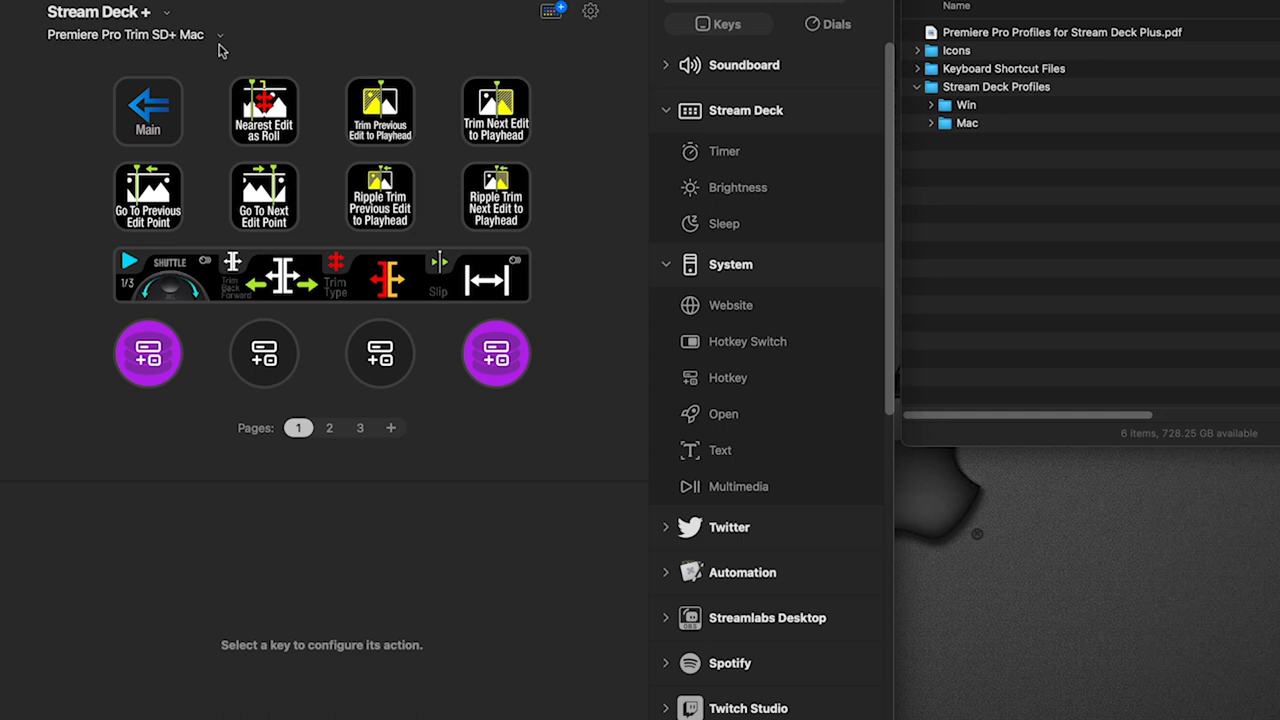 Stream Deck +
Premiere Pro Trim SD+ Mac
Main
Nearest Edit
as Roll
Trim Previous
Edit to Playhead
Trim Next Edit
to Playhead
Go To Previous
Edit Point
Go To Next
Edit Point
Ripple Trim
Previous Edit
to Playhead
Ripple Trim
Next Edit to
Playhead
SHUTTLE
1/3
Trim
Back
Forward
Trim
Type
Slip
Pages: 1 2 3 +
Select a key to configure its action.
Keys
Dials
Soundboard
Stream Deck
Timer
Brightness
Sleep
System
Website
Hotkey Switch
Hotkey
Open
Text
Multimedia
Twitter
Automation
Streamlabs Desktop
Spotify
Twitch Studio
Name
Premiere Pro Profiles for Stream Deck Plus.pdf
Icons
Keyboard Shortcut Files
Stream Deck Profiles
Win
Mac
6 items, 728.25 GB available